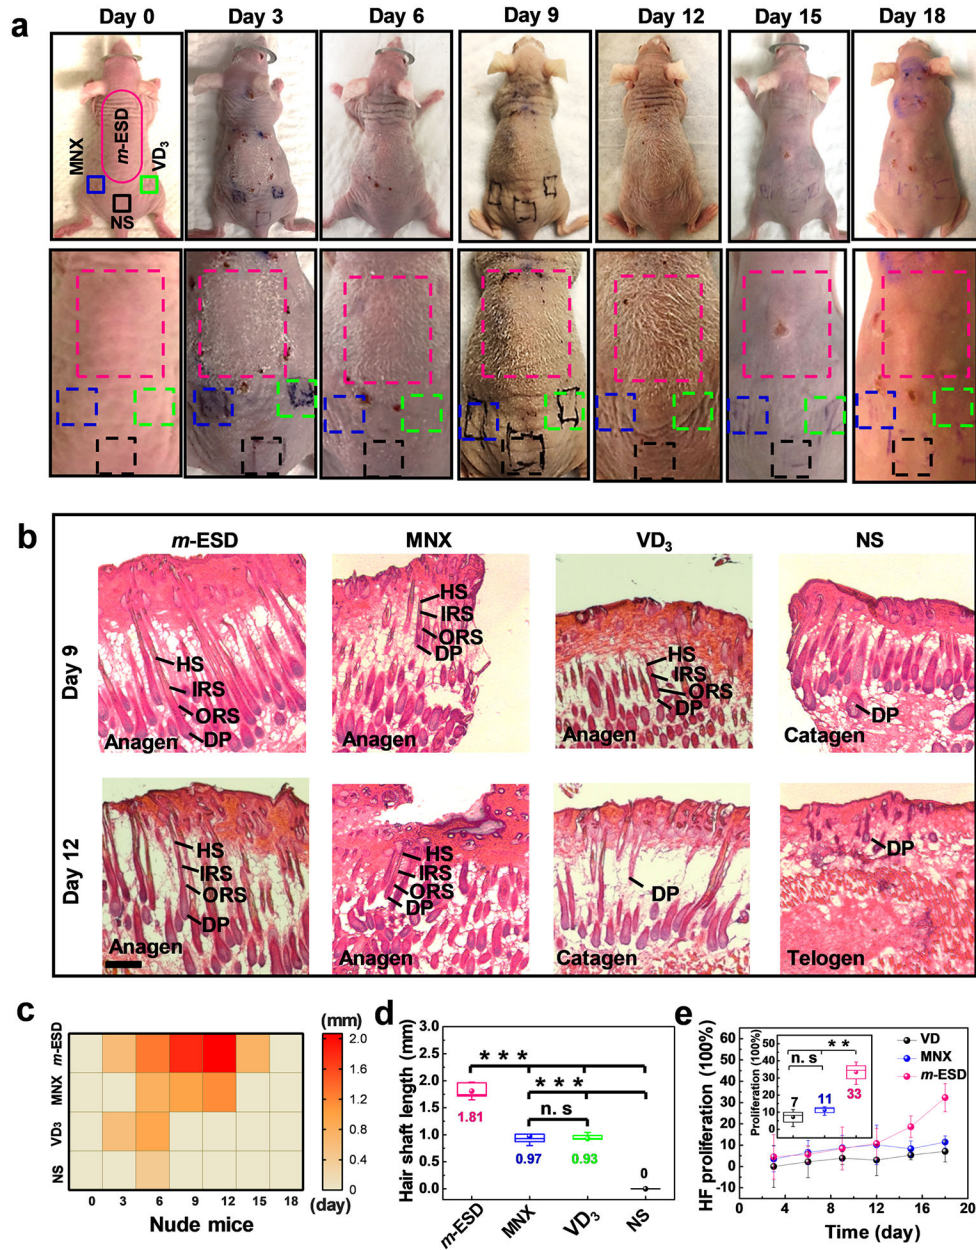 a
Day 0 Day 3 Day 6 Day 9 Day 12 Day 15 Day 18
m-ESD
MNX
VD3
NS
b
m-ESD MNX VD3 NS
Day 9
HS
IRS
ORS
DP
Anagen
HS
IRS
ORS
DP
Anagen
HS
IRS
ORS
DP
Anagen
DP
Catagen
Day 12
HS
IRS
ORS
DP
Anagen
HS
IRS
ORS
DP
Anagen
DP
Catagen
DP
Telogen
c
(mm)
m-ESD
MNX
VD3
NS
2.0
1.6
1.2
0.8
0.4
0
0 3 6 9 12 15 18 (day)
Nude mice
d
Hair shaft length (mm)
3.0
2.5
2.0
1.5
1.0
0.5
0.0
* * *
* * *
n. s
1.81
0.97
0.93
0
m-ESD MNX VD3 NS
e
HF proliferation (100%)
60
50
40
30
20
10
0
-10
Proliferation (100%)
50
40
30
20
10
0
n. s
* *
7
11
33
VD
MNX
m-ESD
0 4 8 12 16 20
Time (day)